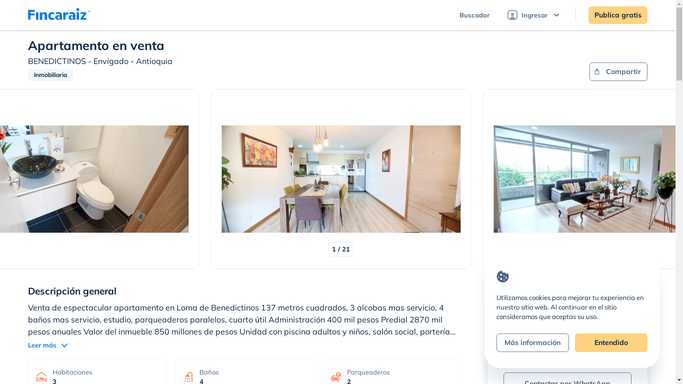 Fincaraiz
Buscador
Ingresar
Publica gratis
Apartamento en venta
BENEDICTINOS - Envigado - Antioquia
Inmobiliaria
Compartir
1 / 21
Descripción general
Venta de espectacular apartamento en Loma de Benedictinos 137 metros cuadrados, 3 alcobas mas servicio, 4
baños mas servicio, estudio, parqueaderos paralelos, cuarto útil Administración 400 mil pesos Predial 2870 mil
pesos anuales Valor del inmueble 850 millones de pesos Unidad con piscina adultos y niños, salón social, portería...
Leer más
Habitaciones
3
Baños
4
Parqueaderos
2
Utilizamos cookies para mejorar tu experiencia en
nuestro sitio web. Al continuar en el sitio
consideramos que aceptas su uso.
Más información
Entendido
Contactar por WhatsApp